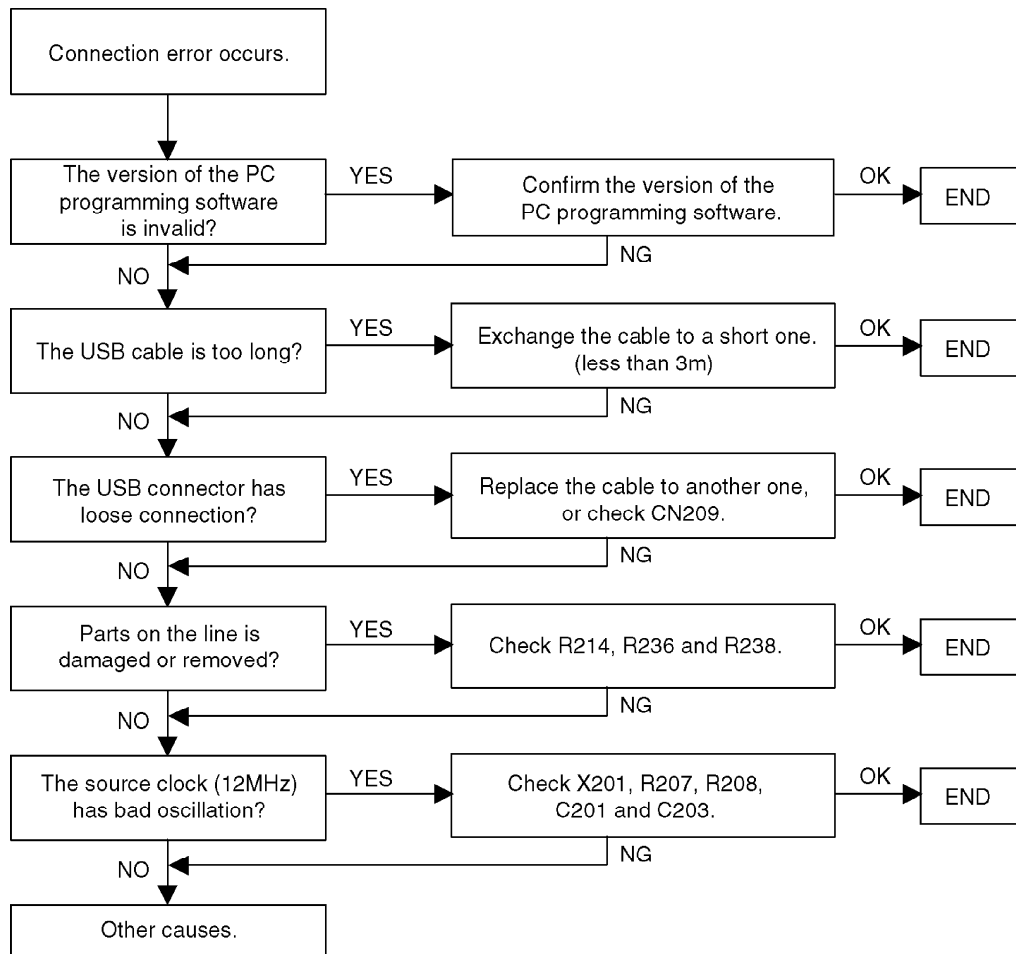 Connection error occurs.
The version of the PC
programming software
is invalid?
YES
Confirm the version of the
PC programming software.
OK
END
NG
NO
The USB cable is too long?
YES
Exchange the cable to a short one.
(less than 3m)
OK
END
NG
NO
The USB connector has
loose connection?
YES
Replace the cable to another one,
or check CN209.
OK
END
NG
NO
Parts on the line is
damaged or removed?
YES
Check R214, R236 and R238.
OK
END
NG
NO
The source clock (12MHz)
has bad oscillation?
YES
Check X201, R207, R208,
C201 and C203.
OK
END
NG
NO
Other causes.